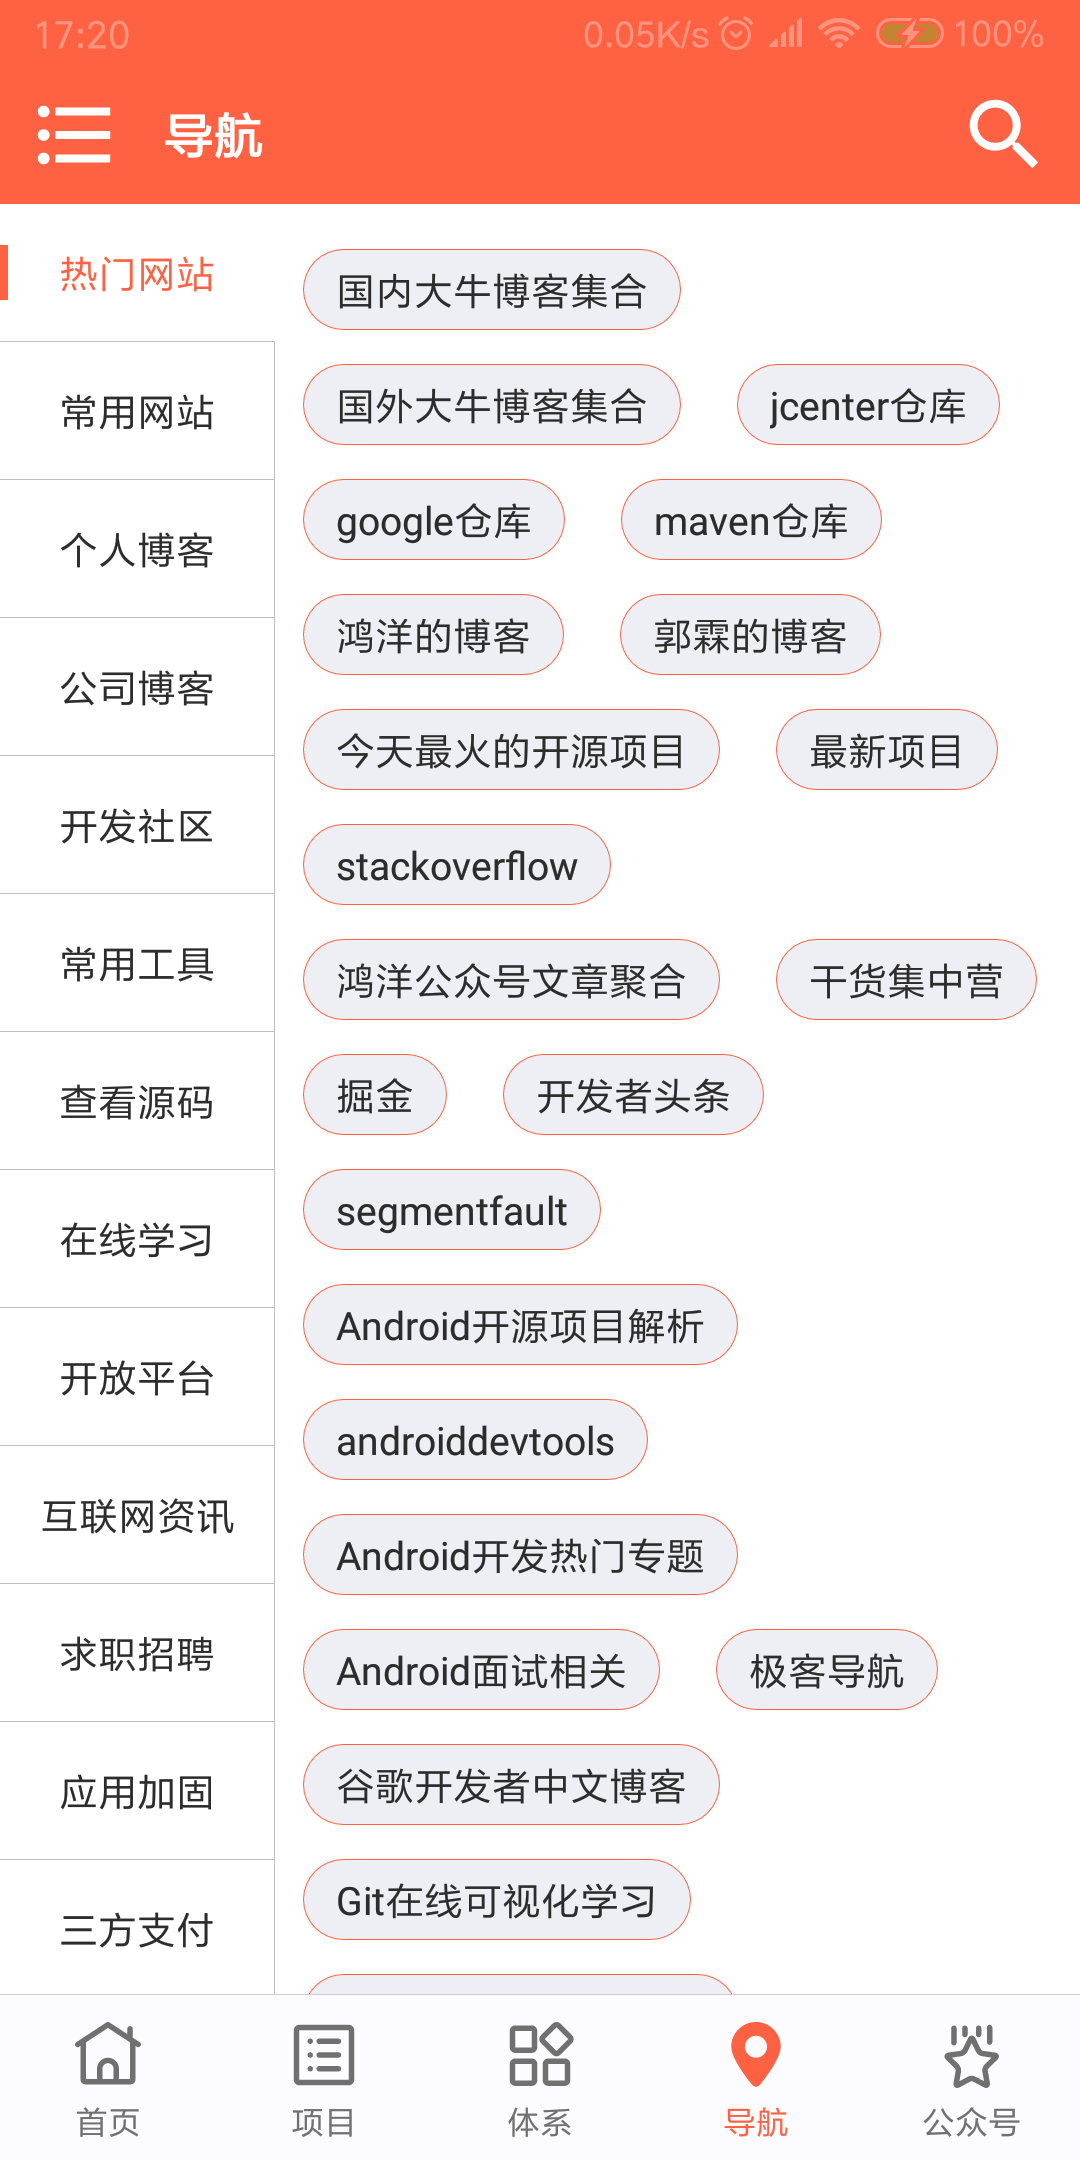 17:20 0.05K/s 100%
导航
热门网站
常用网站
个人博客
公司博客
开发社区
常用工具
查看源码
在线学习
开放平台
互联网资讯
求职招聘
应用加固
三方支付
国内大牛博客集合
国外大牛博客集合 jcenter仓库
google仓库 maven仓库
鸿洋的博客 郭霖的博客
今天最火的开源项目 最新项目
stackoverflow
鸿洋公众号文章聚合 干货集中营
掘金 开发者头条
segmentfault
Android开源项目解析
androiddevtools
Android开发热门专题
Android面试相关 极客导航
谷歌开发者中文博客
Git在线可视化学习
首页 项目 体系 导航 公众号